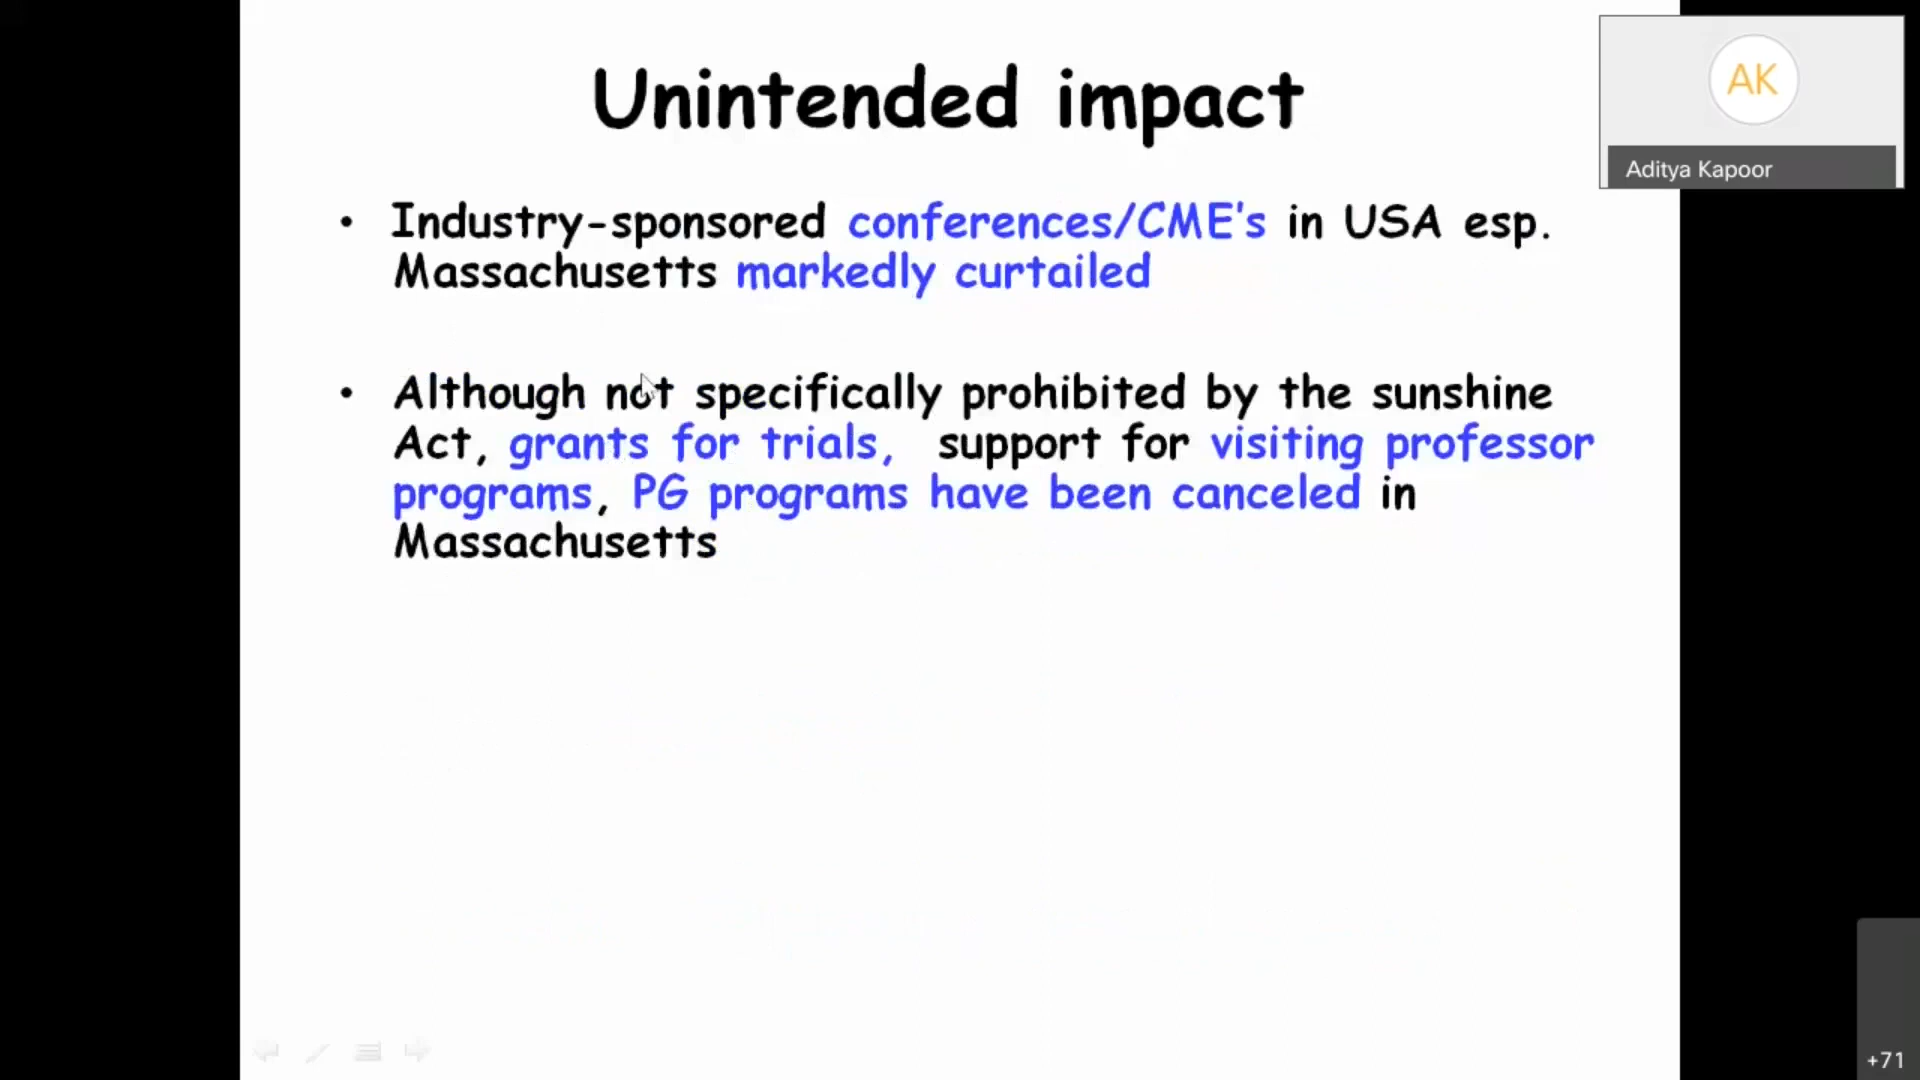 Unintended impact
AK
Aditya Kapoor
• Industry-sponsored conferences/CME's in USA esp.
Massachusetts markedly curtailed
• Although not specifically prohibited by the sunshine
Act, grants for trials, support for visiting professor
programs, PG programs have been canceled in
Massachusetts
+71